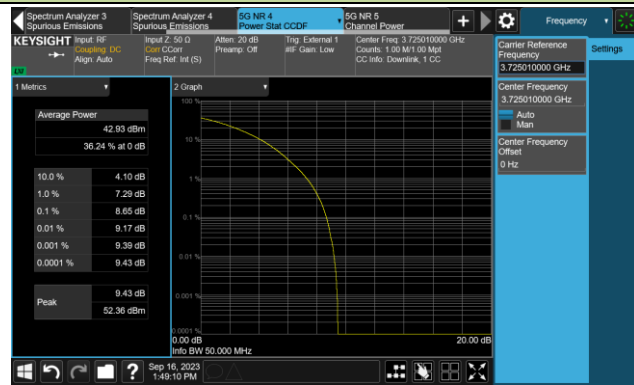 Spectrum Analyzer 3
Spurious Emissions
Spectrum Analyzer 4
Spurious Emissions
5G NR 4
Power Stat CCDF
5G NR 5
Channel Power
Frequency
KEYSIGHT
Input: RF
Coupling: DC
Align: Auto
Input Z: 50 Ω
Corr CCorr
Freq Ref: Int (S)
Atten: 20 dB
Preamp: Off
Trig: External 1
#IF Gain: Low
Center Freq: 3.725010000 GHz
Counts: 1.00 M/1.00 Mpt
CC Info: Downlink, 1 CC
Carrier Reference
Frequency
3.725010000 GHz
Settings
Center Frequency
3.725010000 GHz
Auto
Man
Center Frequency
Offset
0 Hz
1 Metrics
Average Power
42.93 dBm
36.24 % at 0 dB
10.0 % 4.10 dB
1.0 % 7.29 dB
0.1 % 8.65 dB
0.01 % 9.17 dB
0.001 % 9.39 dB
0.0001 % 9.43 dB
Peak 9.43 dB
52.36 dBm
2 Graph
100 %
10 %
1 %
0.1 %
0.01 %
0.001 %
0.0001 %
0.00 dB
20.00 dB
Info BW 50.000 MHz
?
Sep 16, 2023
1:49:10 PM